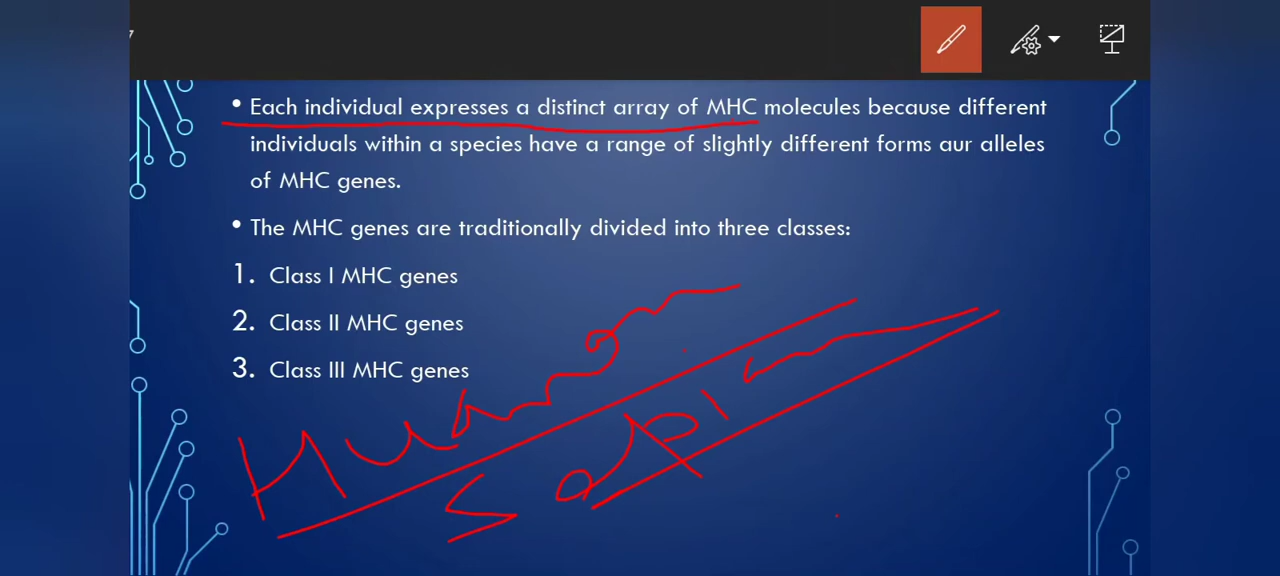 • Each individual expresses a distinct array of MHC molecules because different
individuals within a species have a range of slightly different forms aur alleles
of MHC genes.
• The MHC genes are traditionally divided into three classes:
1. Class I MHC genes
2. Class II MHC genes
3. Class III MHC genes
Human